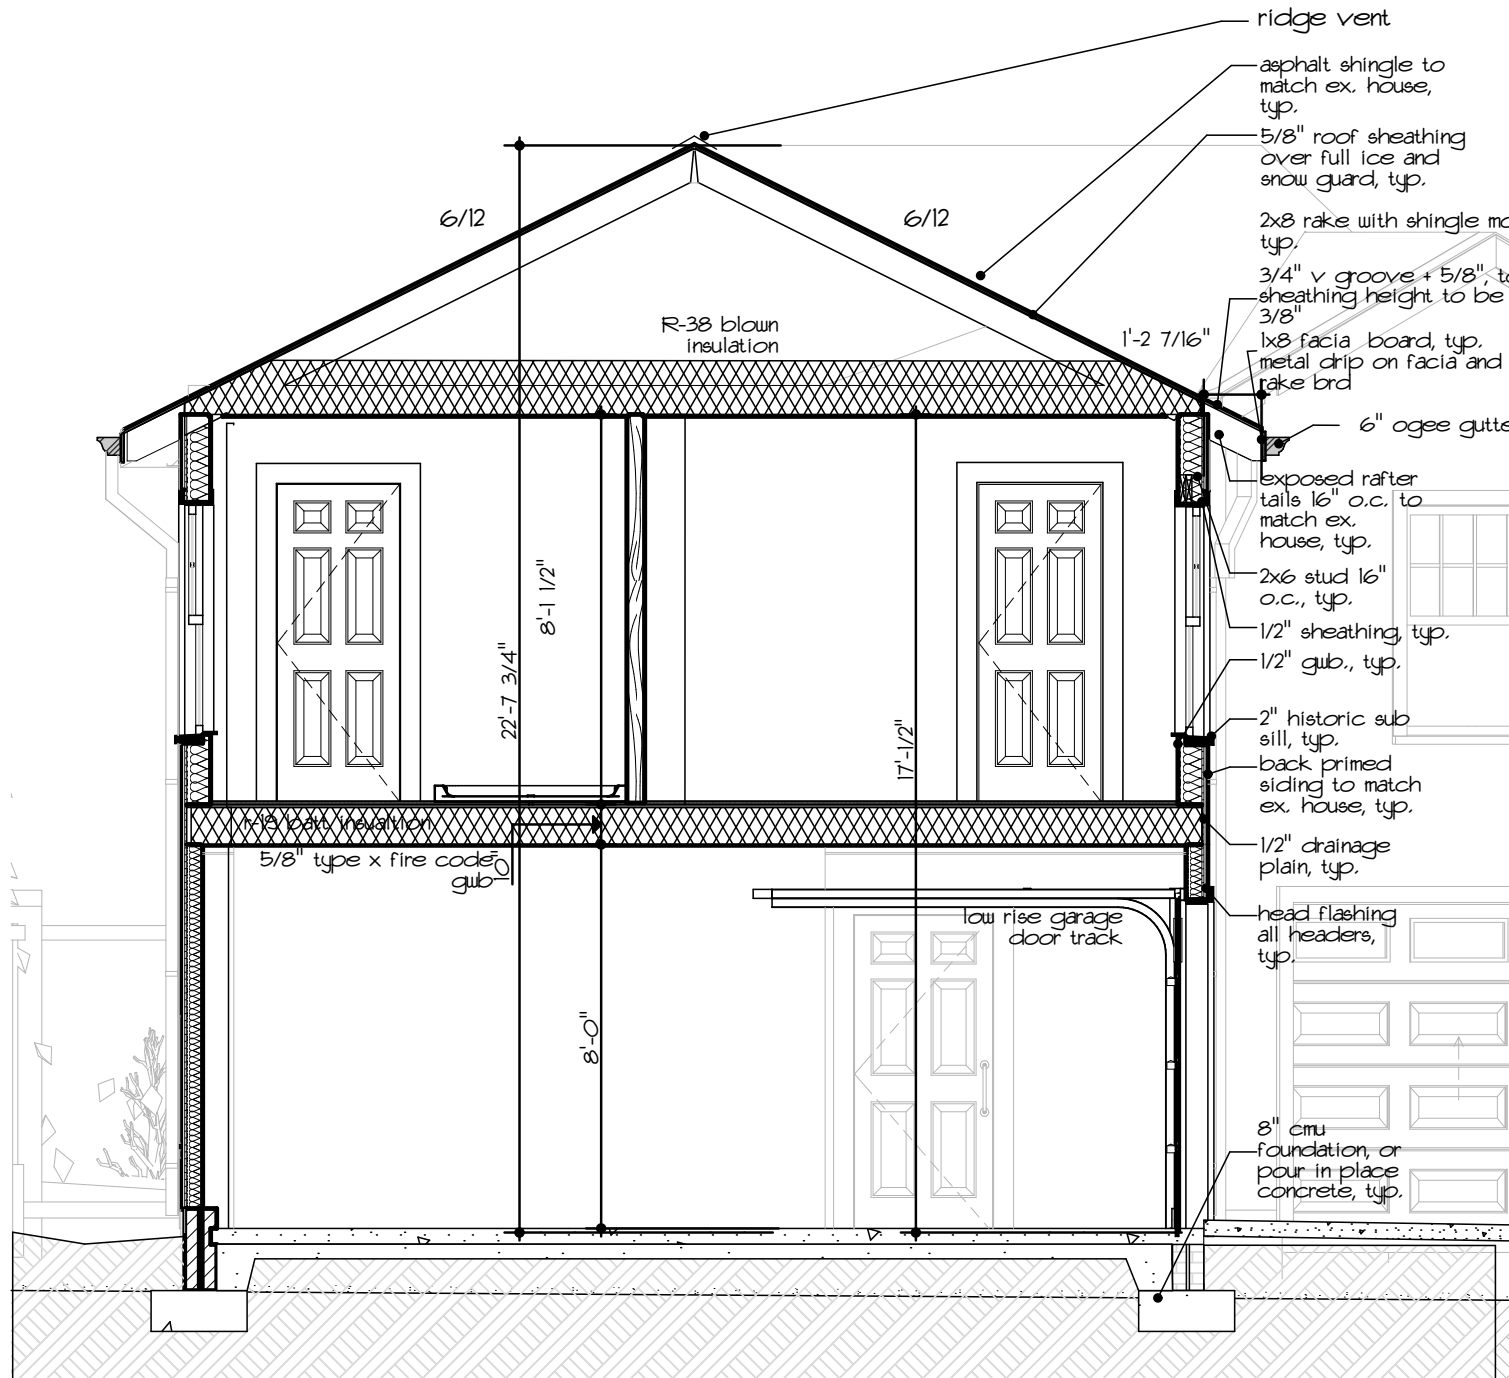 ridge vent
asphalt shingle to
match ex. house,
typ.
5/8" roof sheathing
over full ice and
snow guard, typ.
6/12
6/12
2x8 rake with shingle mo
typ.
3/4" v groove + 5/8", to
sheathing height to be
3/8"
R-38 blown
insulation
1'-2 7/16"
1x8 facia board, typ.
metal drip on facia and
rake brd
6" ogee gutte
exposed rafter
tails 16" o.c. to
match ex.
house, typ.
2x6 stud 16"
o.c., typ.
1/2" sheathing, typ.
1/2" gwb., typ.
8'-1 1/2"
22'-7 3/4"
17'-1/2"
2" historic sub
sill, typ.
back primed
siding to match
ex. house, typ.
r-19 batt insualtion
5/8" type x fire code
gwb
10"
1/2" drainage
plain, typ.
head flashing
all headers,
typ.
low rise garage
door track
8'-0"
8" cmu
foundation, or
pour in place
concrete, typ.